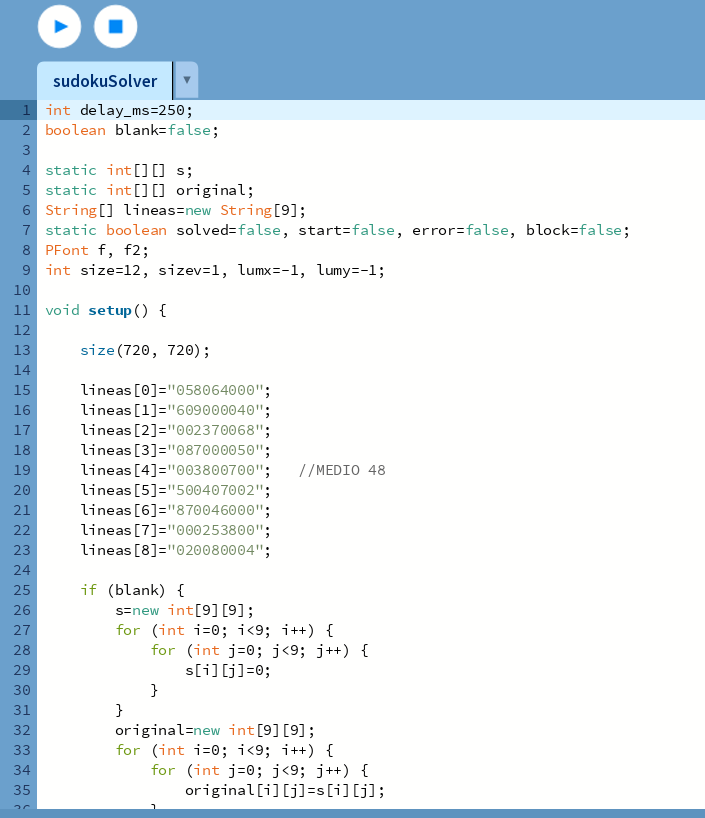 sudokuSolver
1 int delay_ms=250;
2 boolean blank=false;
3
4 static int[][] s;
5 static int[][] original;
6 String[] lineas=new String[9];
7 static boolean solved=false, start=false, error=false, block=false;
8 PFont f, f2;
9 int size=12, sizev=1, lumx=-1, lumy=-1;
10
11 void setup() {
12
13     size(720, 720);
14
15     lineas[0]="058064000";
16     lineas[1]="609000040";
17     lineas[2]="002370068";
18     lineas[3]="087000050";
19     lineas[4]="003800700";   //MEDIO 48
20     lineas[5]="500407002";
21     lineas[6]="870046000";
22     lineas[7]="000253800";
23     lineas[8]="020080004";
24
25     if (blank) {
26         s=new int[9][9];
27         for (int i=0; i<9; i++) {
28             for (int j=0; j<9; j++) {
29                 s[i][j]=0;
30             }
31         }
32         original=new int[9][9];
33         for (int i=0; i<9; i++) {
34             for (int j=0; j<9; j++) {
35                 original[i][j]=s[i][j];